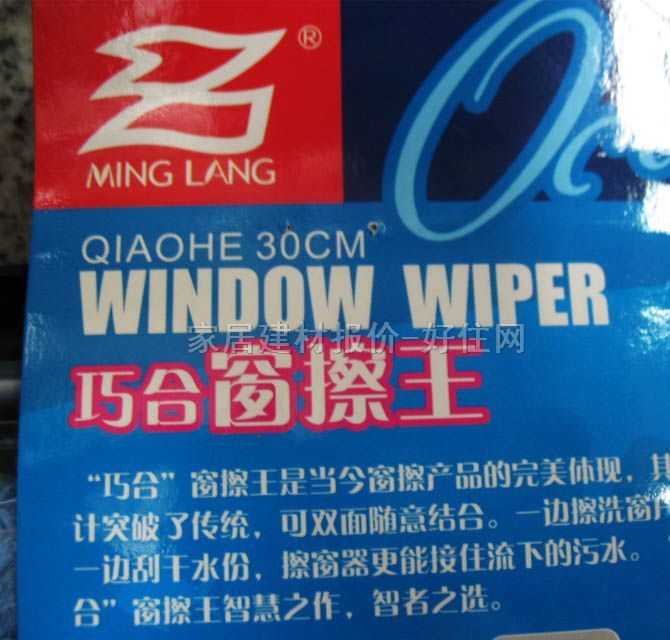 ®
MING LANG
QIAOHE 30CM
WINDOW WIPER
家居建材报价-好住网
巧合窗擦王
“巧合”窗擦王是当今窗擦产品的完美体现，其
计突破了传统，可双面随意结合。一边擦洗窗户
一边刮干水份，擦窗器更能接住流下的污水。
合”窗擦王智慧之作，智者之选。